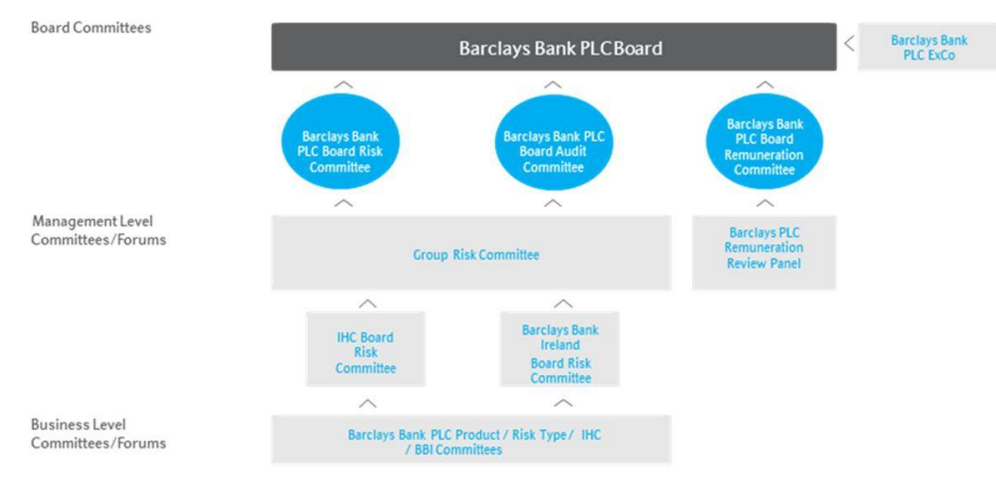 Board Committees
Barclays Bank PLCBoard
Barclays Bank
PLC ExCo
Barclays Bank
PLC Board Risk
Committee
Barclays Bank PLC
Board Audit
Committee
Barclays Bank
PLC Board
Remuneration
Committee
Management Level
Committees/Forums
Group Risk Committee
Barclays PLC
Remuneration
Review Panel
IHC Board
Risk
Committee
Barclays Bank
Ireland
Board Risk
Committee
Business Level
Committees/Forums
Barclays Bank PLC Product / Risk Type / IHC
/ BBI Committees